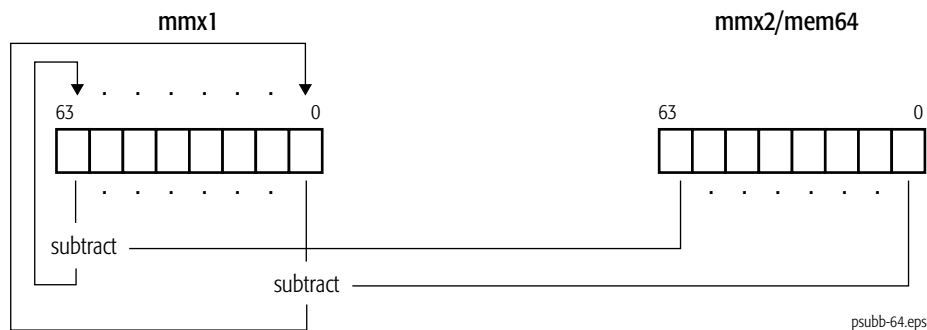 mmx1 mmx2/mem64
. . . . . .
63 0 63 0
. . . . . . . . . . . .
subtract
subtract
psubb-64.eps